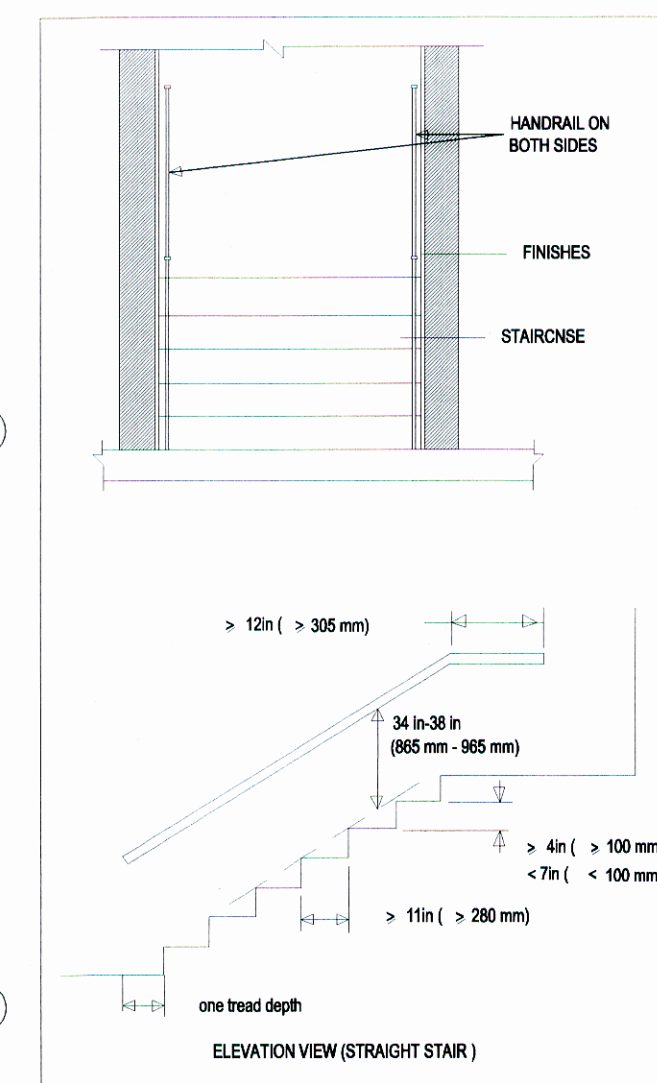 HANDRAIL ON
BOTH SIDES
FINISHES
STAIRCNSE
⩾ 12in ( ⩾ 305 mm)
34 in-38 in
(865 mm - 965 mm)
⩾ 4in ( ⩾ 100 mm
<7in ( < 100 mm
⩾ 11in ( ⩾ 280 mm)
one tread depth
ELEVATION VIEW (STRAIGHT STAIR )